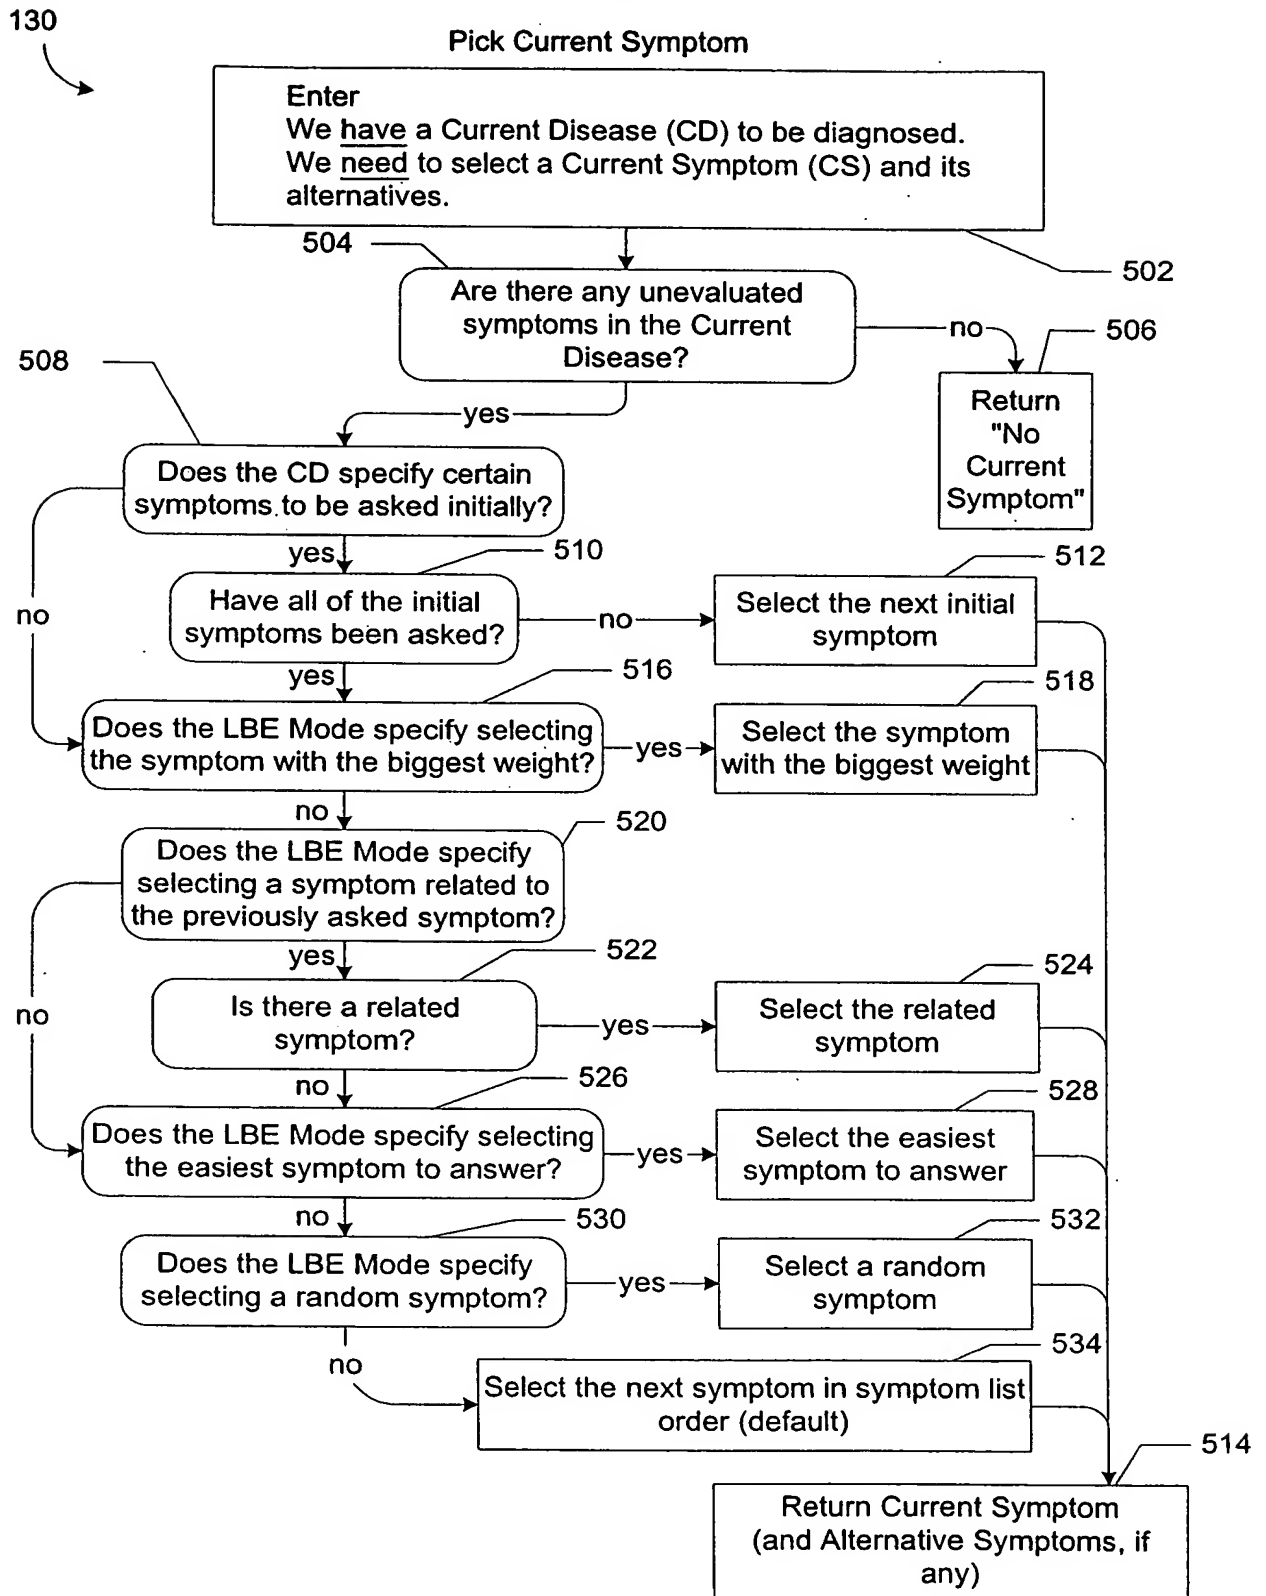 130
Pick Current Symptom
Enter
We have a Current Disease (CD) to be diagnosed.
We need to select a Current Symptom (CS) and its
alternatives.
504
502
Are there any unevaluated
symptoms in the Current
Disease?
no
506
508
Return
"No
Current
Symptom"
yes
Does the CD specify certain
symptoms to be asked initially?
yes
510
512
no
Have all of the initial
symptoms been asked?
no
Select the next initial
symptom
yes
516
518
Does the LBE Mode specify selecting
the symptom with the biggest weight?
yes
Select the symptom
with the biggest weight
no
520
Does the LBE Mode specify
selecting a symptom related to
the previously asked symptom?
yes
522
524
no
Is there a related
symptom?
yes
Select the related
symptom
no
526
528
Does the LBE Mode specify selecting
the easiest symptom to answer?
yes
Select the easiest
symptom to answer
no
530
532
Does the LBE Mode specify
selecting a random symptom?
yes
Select a random
symptom
no
534
Select the next symptom in symptom list
order (default)
514
Return Current Symptom
(and Alternative Symptoms, if
any)